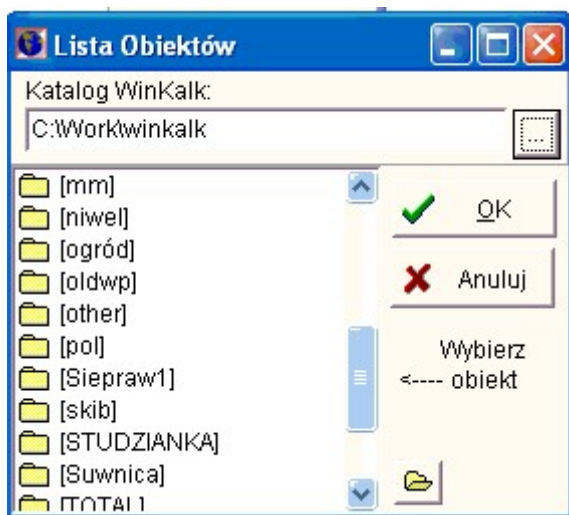 Lista Obiektów
Katalog WinKalk:
C:\Work\winkalk
...
[mm]
[niwel]
[ogród]
[oldwp]
[other]
[pol]
[Siepraw1]
[skib]
[STUDZIANKA]
[Suwnica]
[TOTAL]
OK
Anuluj
Wybierz
<---- obiekt